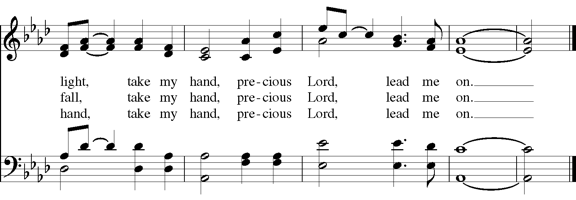 light, take my hand, pre-cious Lord, lead me on.
fall, take my hand, pre-cious Lord, lead me on.
hand, take my hand, pre-cious Lord, lead me on.